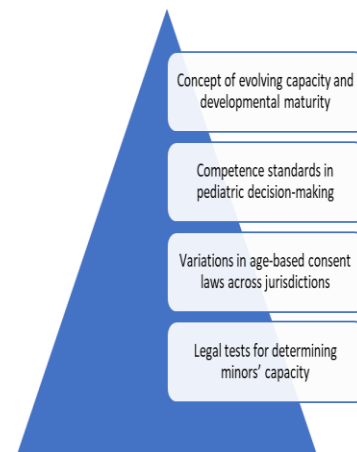 Concept of evolving capacity and
developmental maturity
Competence standards in
pediatric decision-making
Variations in age-based consent
laws across jurisdictions
Legal tests for determining
minors’ capacity